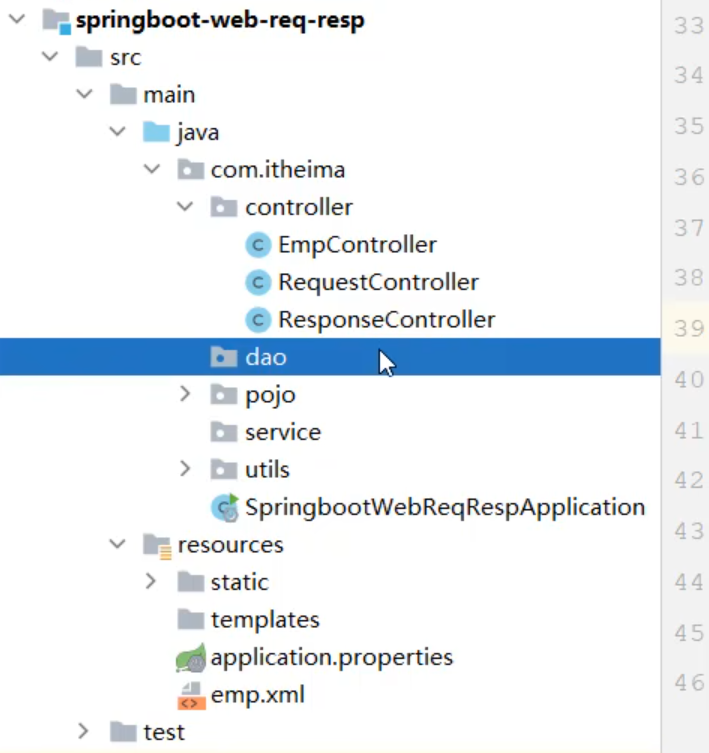 springboot-web-req-resp
src
main
java
com.itheima
controller
EmpController
RequestController
ResponseController
dao
pojo
service
utils
SpringbootWebReqRespApplication
resources
static
templates
application.properties
emp.xml
test
33
34
35
36
37
38
39
40
41
42
43
44
45
46